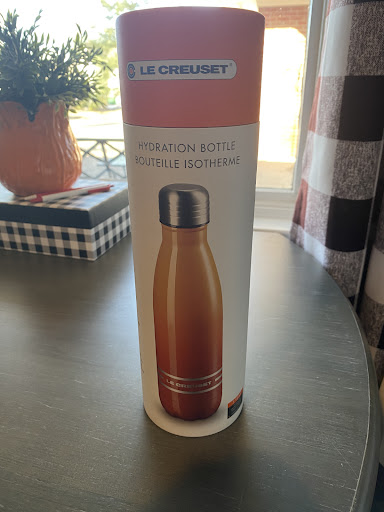 LE CREUSET®
HYDRATION BOTTLE
BOUTEILLE ISOTHERME
LE CREUSET